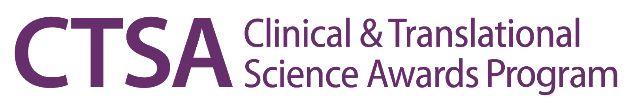 CTSA
Clinical & Translational
Science Awards Program